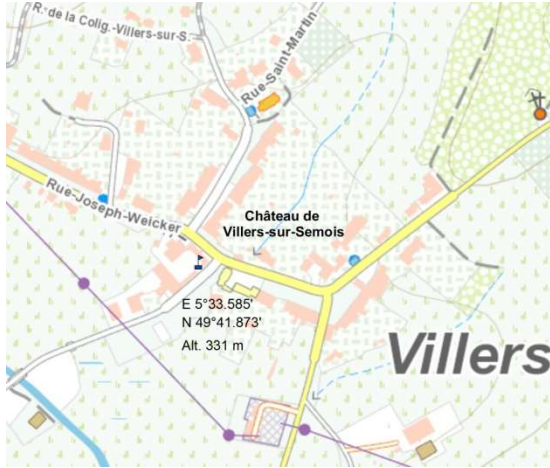 R. de la Colig.-Villers-sur-S.
Rue-Saint-Martin
Rue-Joseph-Weicker
Château de
Villers-sur-Semois
E 5°33.585'
N 49°41.873'
Alt. 331 m
Villers